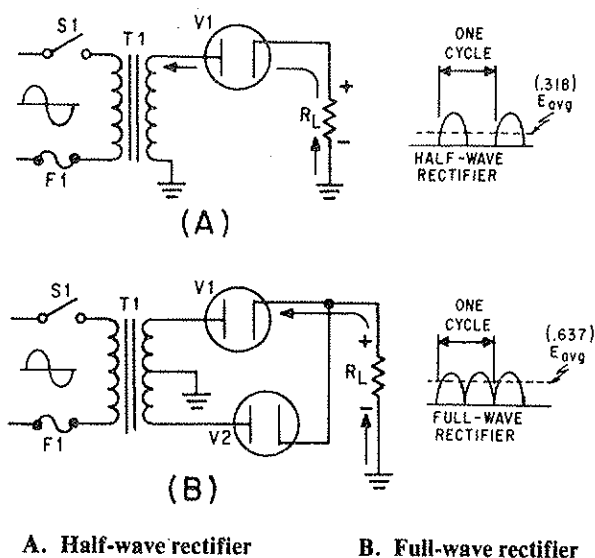 S1
T1
V1
+
R_L
-
F1
(A)
ONE
CYCLE
(.318)
E_avg
HALF-WAVE
RECTIFIER
S1
T1
V1
+
R_L
-
V2
F1
(B)
ONE
CYCLE
(.637)
E_avg
FULL-WAVE
RECTIFIER
A. Half-wave rectifier B. Full-wave rectifier